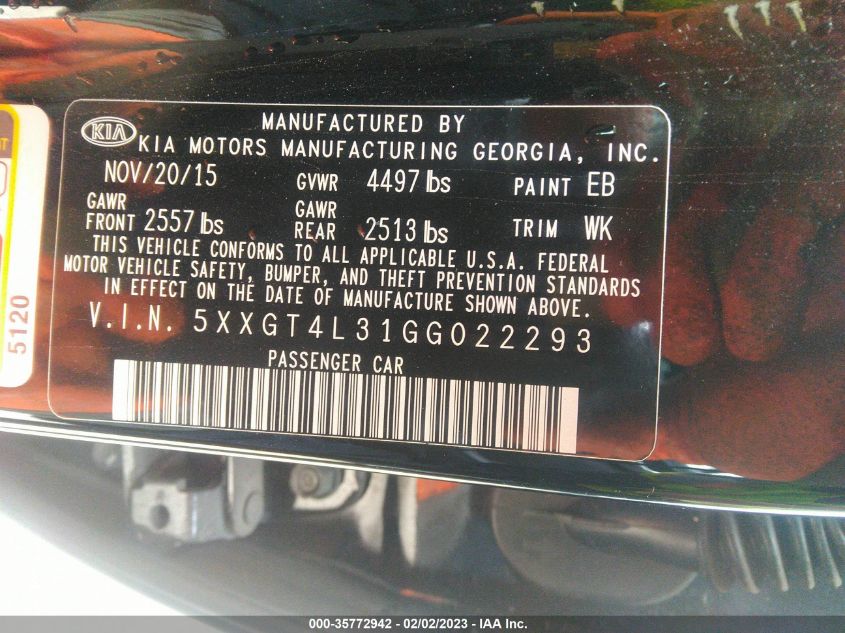 MANUFACTURED BY
KIA KIA MOTORS MANUFACTURING GEORGIA, INC.
NOV/20/15 GVWR 4497 lbs PAINT EB
GAWR FRONT 2557 lbs GAWR REAR 2513 lbs TRIM WK
THIS VEHICLE CONFORMS TO ALL APPLICABLE U.S.A. FEDERAL
MOTOR VEHICLE SAFETY, BUMPER, AND THEFT PREVENTION STANDARDS
IN EFFECT ON THE DATE OF MANUFACTURE SHOWN ABOVE.
V.I.N. 5XXGT4L31GG022293
PASSENGER CAR
5120
000-35772942 - 02/02/2023 - IAA Inc.